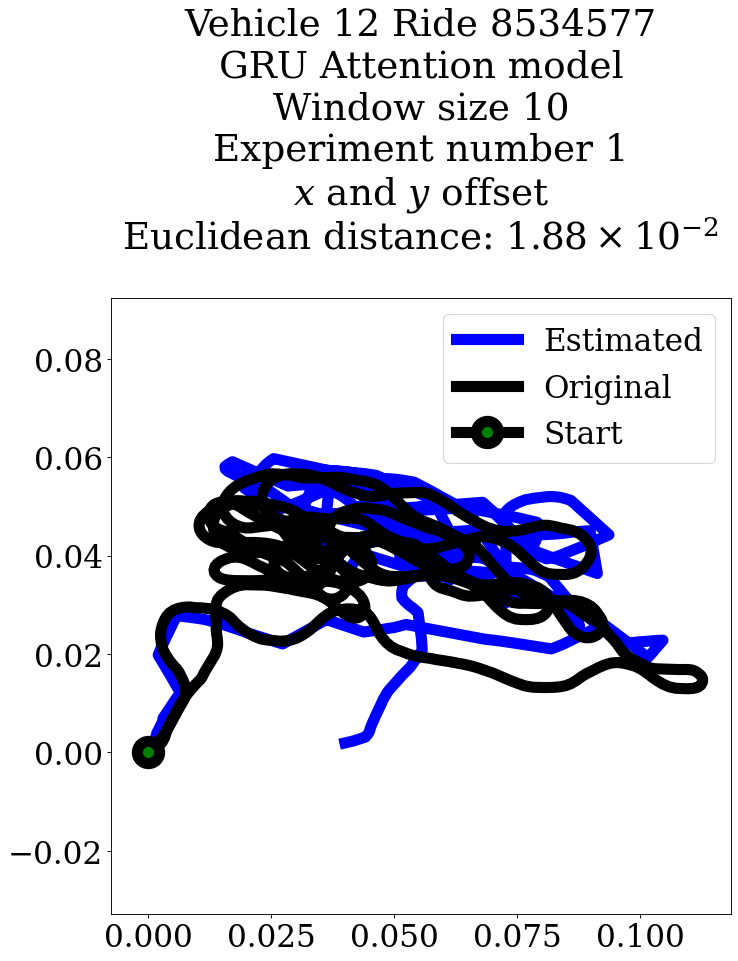 Vehicle 12 Ride 8534577
GRU Attention model
Window size 10
Experiment number 1
x and y offset
Euclidean distance: 1.88 × 10⁻²
Estimated
Original
Start
0.08
0.06
0.04
0.02
0.00
−0.02
0.000 0.025 0.050 0.075 0.100